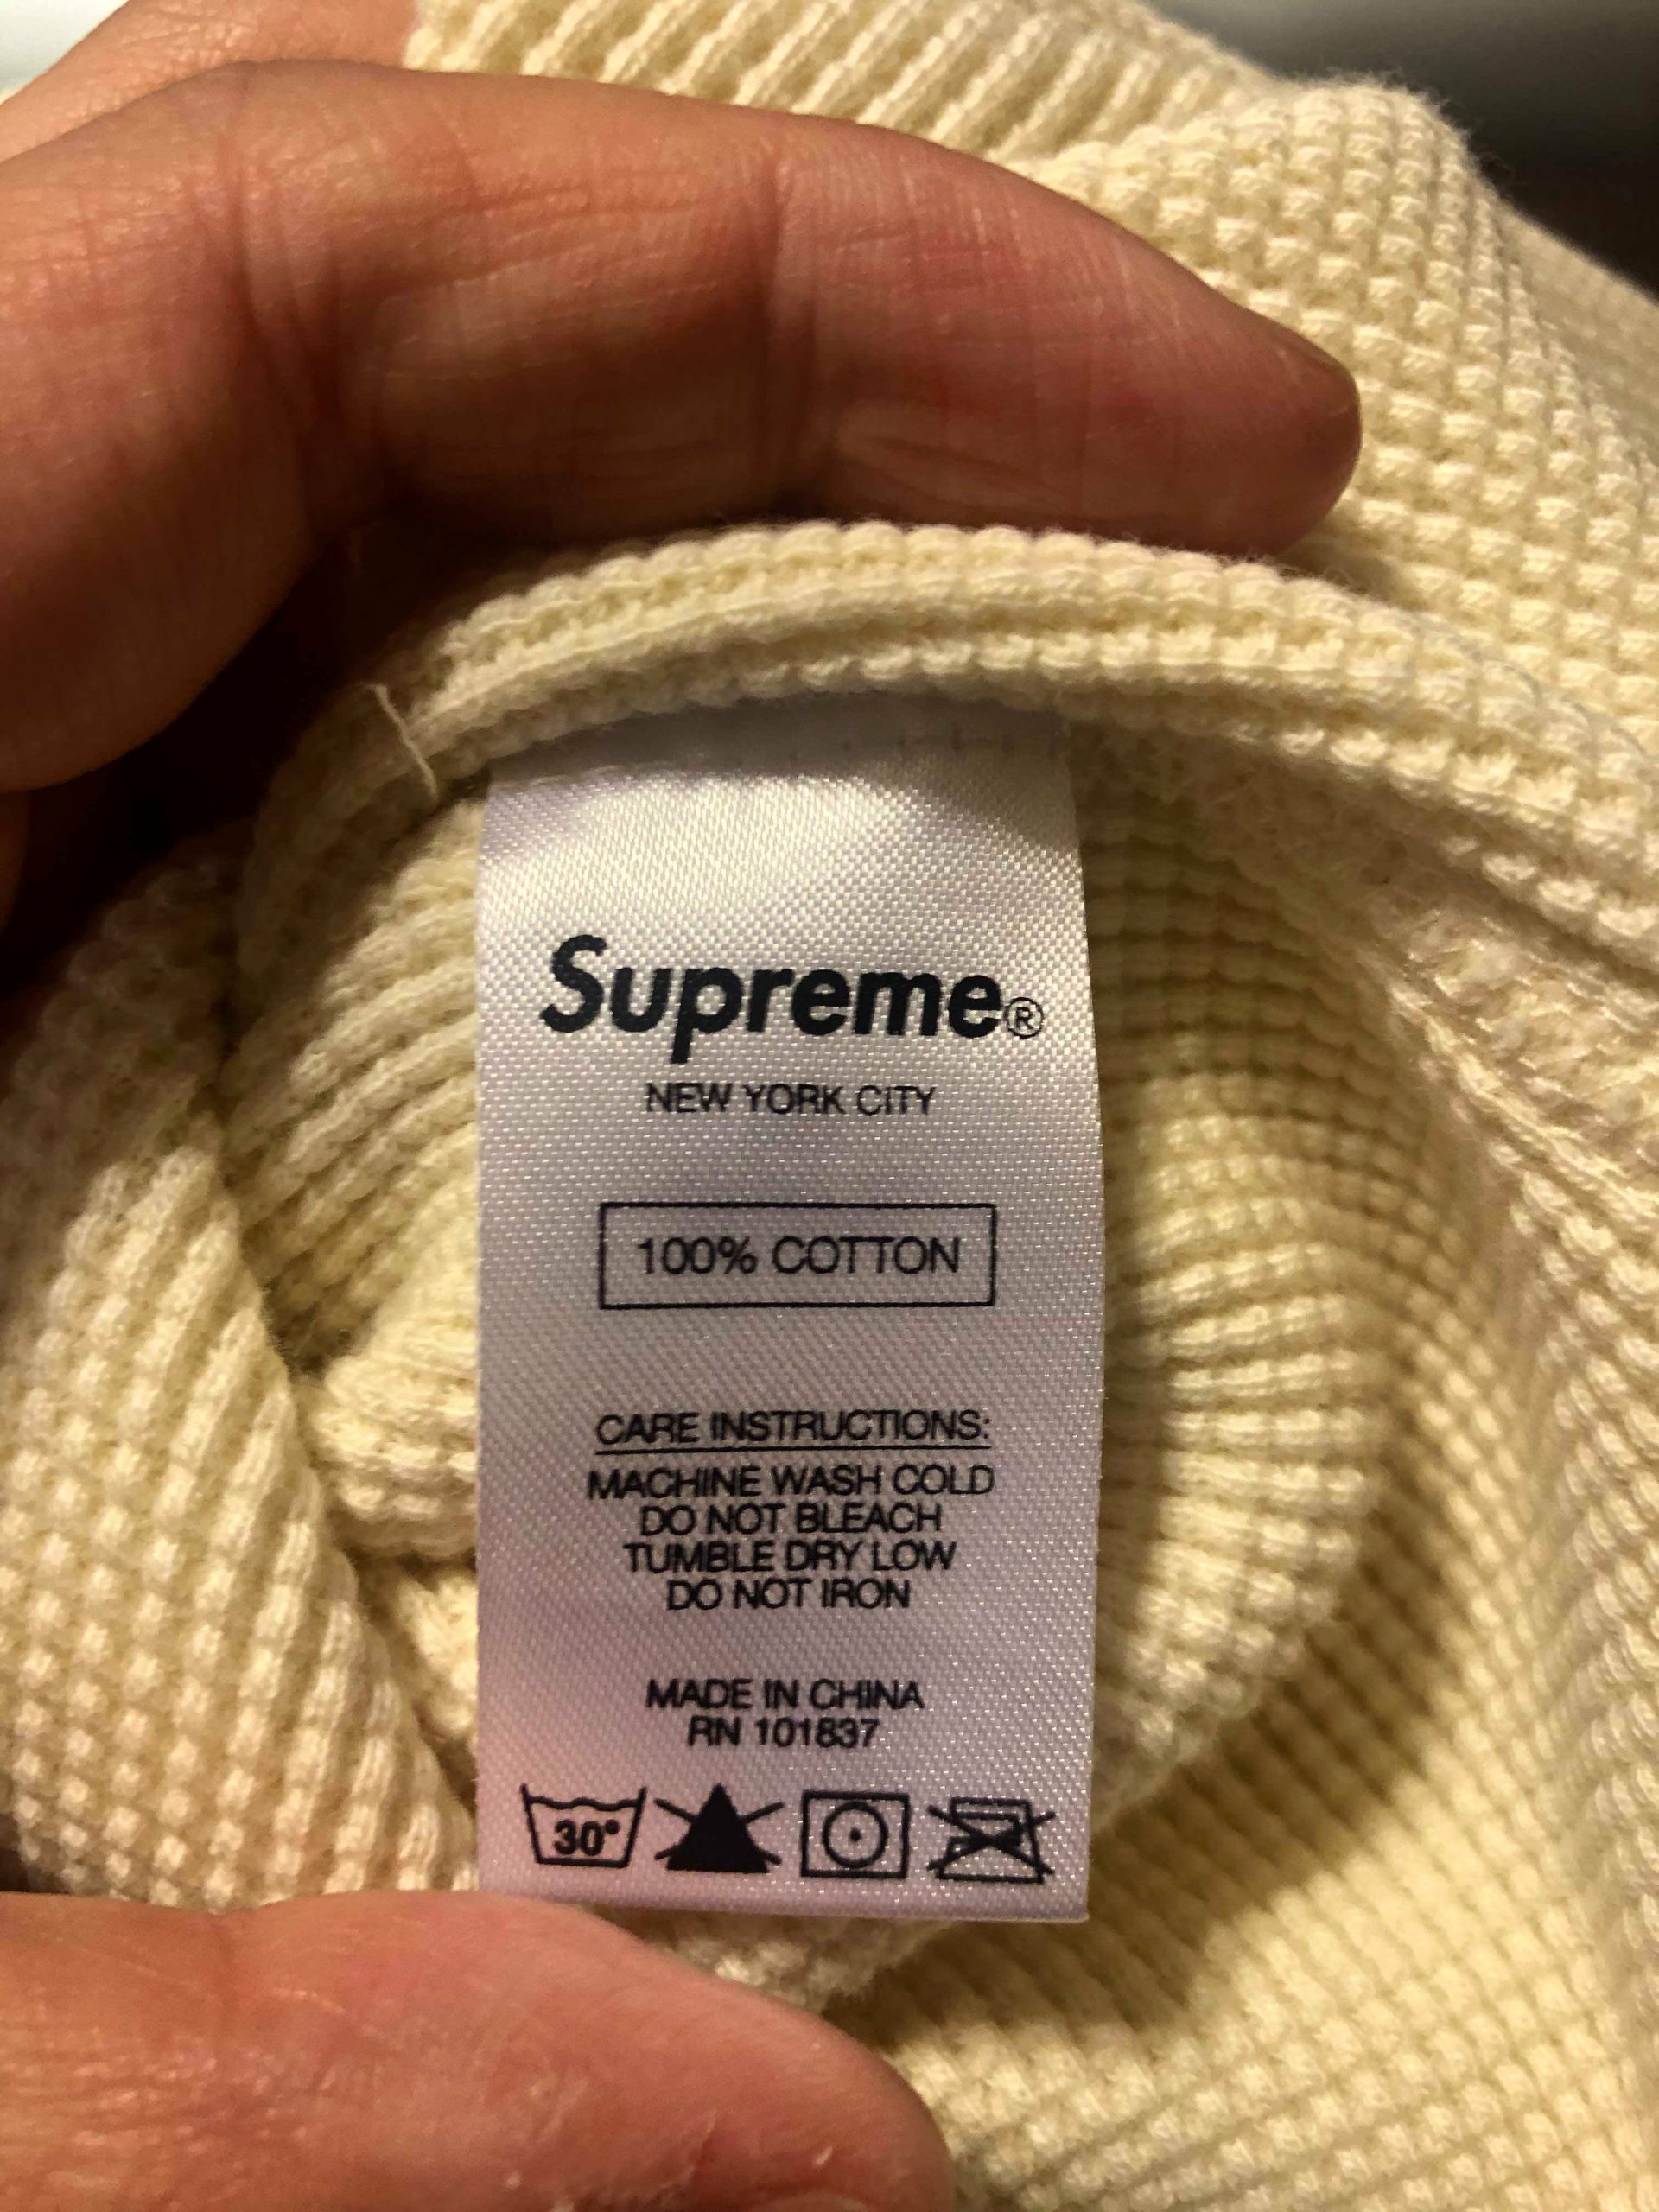 Supreme®
NEW YORK CITY
100% COTTON
CARE INSTRUCTIONS:
MACHINE WASH COLD
DO NOT BLEACH
TUMBLE DRY LOW
DO NOT IRON
MADE IN CHINA
RN 101837
30°